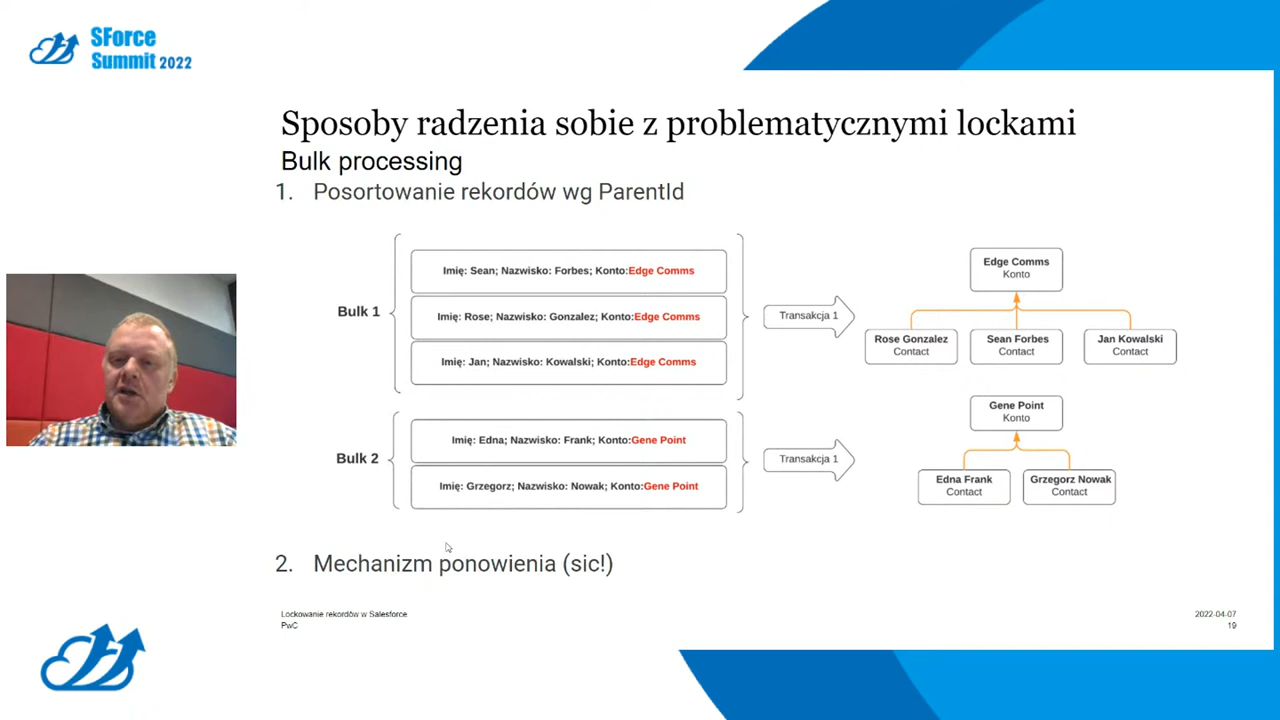 SForce
Summit 2022
Sposoby radzenia sobie z problematycznymi lockami
Bulk processing
1. Posortowanie rekordów wg ParentId
Bulk 1
Imię: Sean; Nazwisko: Forbes; Konto:Edge Comms
Imię: Rose; Nazwisko: Gonzalez; Konto:Edge Comms
Imię: Jan; Nazwisko: Kowalski; Konto:Edge Comms
Transakcja 1
Edge Comms
Konto
Rose Gonzalez
Contact
Sean Forbes
Contact
Jan Kowalski
Contact
Bulk 2
Imię: Edna; Nazwisko: Frank; Konto:Gene Point
Imię: Grzegorz; Nazwisko: Nowak; Konto:Gene Point
Transakcja 1
Gene Point
Konto
Edna Frank
Contact
Grzegorz Nowak
Contact
2. Mechanizm ponowienia (sic!)
Lockowanie rekordów w Salesforce
PwC
2022-04-07
19